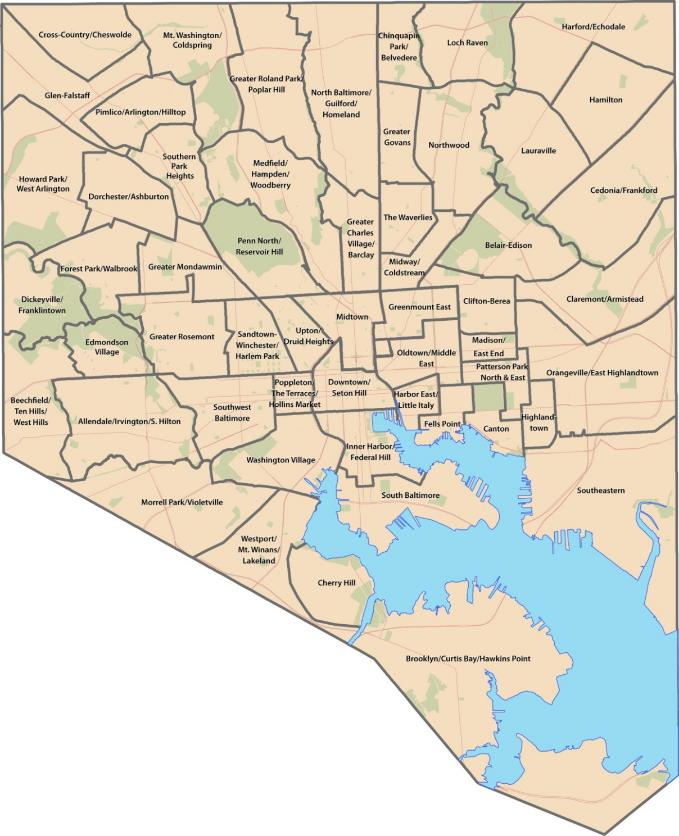 Cross-Country/Cheswolde
Mt. Washington/
Coldspring
Chinquapin
Park/
Belvedere
Loch Raven
Harford/Echodale
Greater Roland Park/
Poplar Hill
North Baltimore/
Guilford/
Homeland
Glen-Falstaff
Pimlico/Arlington/Hilltop
Hamilton
Greater
Govans
Northwood
Lauraville
Southern
Park
Heights
Medfield/
Hampden/
Woodberry
Howard Park/
West Arlington
Dorchester/Ashburton
Cedonia/Frankford
The Waverlies
Greater
Charles
Village/
Barclay
Penn North/
Reservoir Hill
Belair-Edison
Midway/
Coldstream
Forest Park/Walbrook
Greater Mondawmin
Dickeyville/
Franklintown
Clifton-Berea
Claremont/Armistead
Greenmount East
Midtown
Edmondson
Village
Greater Rosemont
Sandtown-
Winchester/
Harlem Park
Upton/
Druid Heights
Madison/
East End
Oldtown/Middle
East
Patterson Park
North & East
Orangeville/East Highlandtown
Poppleton/
The Terraces/
Hollins Market
Downtown/
Seton Hill
Harbor East/
Little Italy
Beechfield/
Ten Hills/
West Hills
Allendale/Irvington/S. Hilton
Southwest
Baltimore
Fells Point
Canton
Highland-
town
Inner Harbor/
Federal Hill
Washington Village
South Baltimore
Southeastern
Morrell Park/Violetville
Westport/
Mt. Winans/
Lakeland
Cherry Hill
Brooklyn/Curtis Bay/Hawkins Point